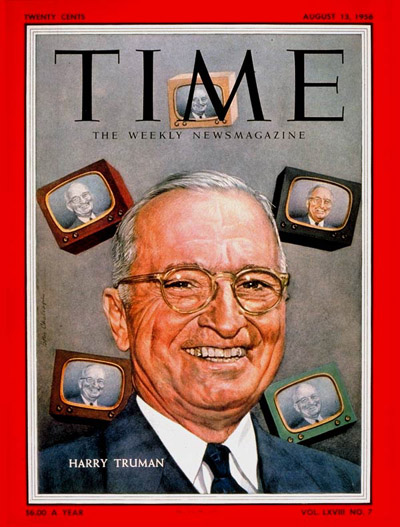 TWENTY CENTS
AUGUST 13, 1956
TIME
THE WEEKLY NEWSMAGAZINE
HARRY TRUMAN
$6.00 A YEAR
VOL. LXVIII NO. 7